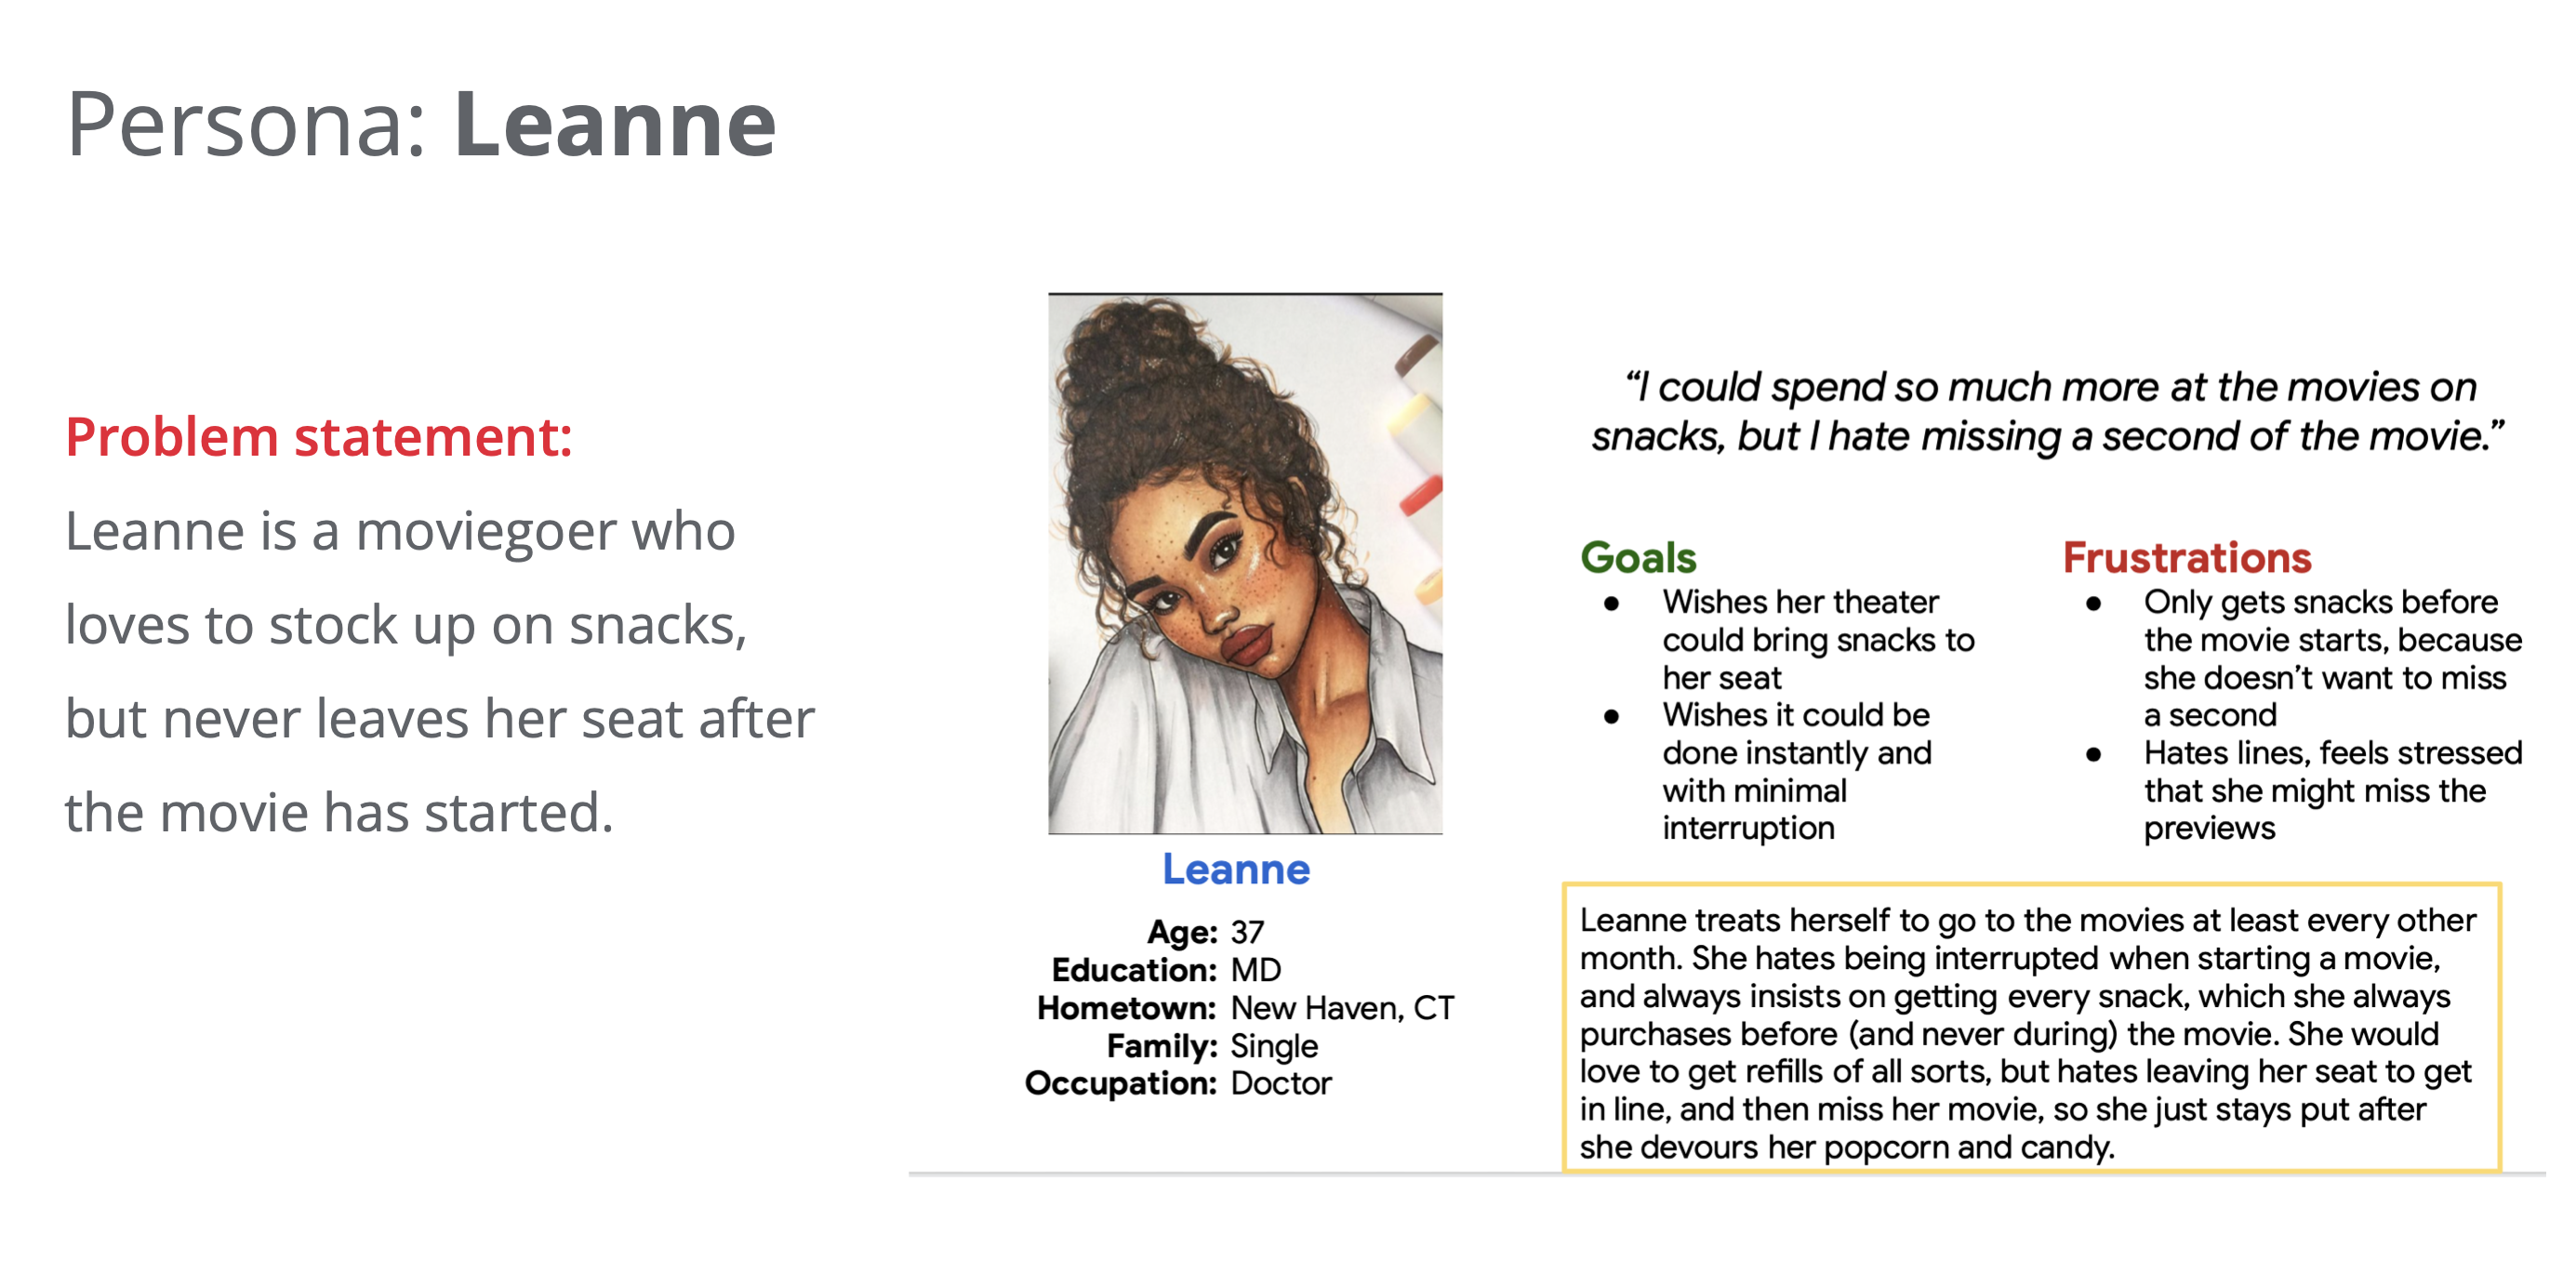 Persona: Leanne
Problem statement:
Leanne is a moviegoer who
loves to stock up on snacks,
but never leaves her seat after
the movie has started.
Leanne
Age: 37
Education: MD
Hometown: New Haven, CT
Family: Single
Occupation: Doctor
“I could spend so much more at the movies on
snacks, but I hate missing a second of the movie.”
Goals
● Wishes her theater
could bring snacks to
her seat
● Wishes it could be
done instantly and
with minimal
interruption
Frustrations
● Only gets snacks before
the movie starts, because
she doesn’t want to miss
a second
● Hates lines, feels stressed
that she might miss the
previews
Leanne treats herself to go to the movies at least every other
month. She hates being interrupted when starting a movie,
and always insists on getting every snack, which she always
purchases before (and never during) the movie. She would
love to get refills of all sorts, but hates leaving her seat to get
in line, and then miss her movie, so she just stays put after
she devours her popcorn and candy.